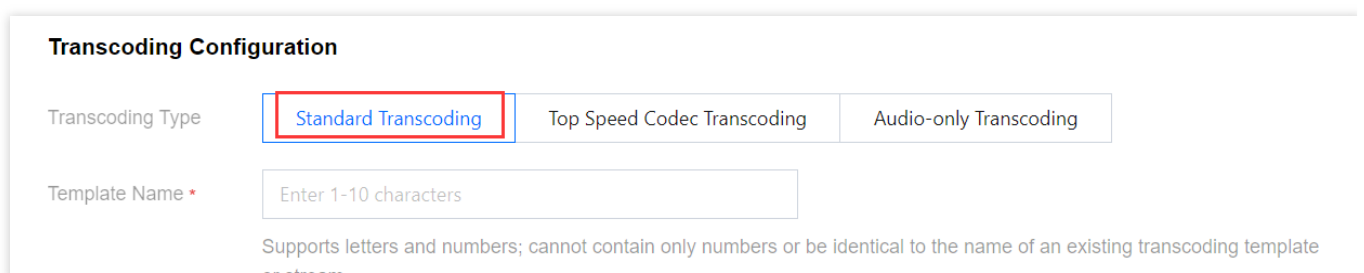 Transcoding Configuration
Transcoding Type Standard Transcoding Top Speed Codec Transcoding Audio-only Transcoding
Template Name * Enter 1-10 characters
Supports letters and numbers; cannot contain only numbers or be identical to the name of an existing transcoding template
or stream